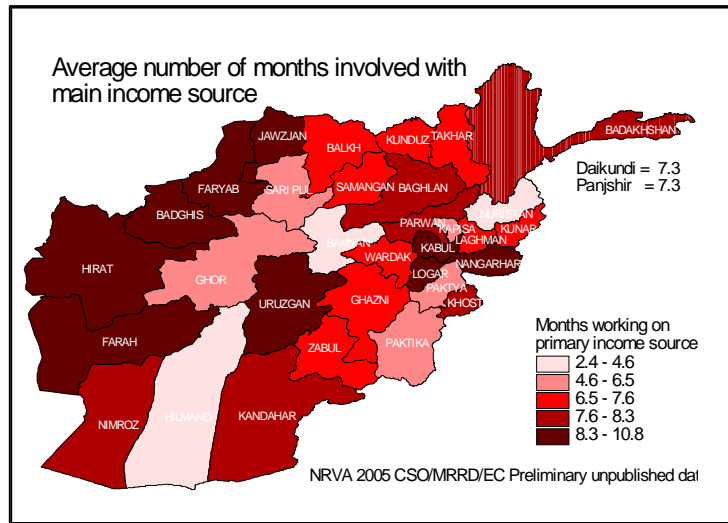 Average number of months involved with
main income source
JAWZJAN
BALKH
KUNDUZ
TAKHAR
BADAKHSHAN
Daikundi = 7.3
Panjshir = 7.3
FARYAB
SARI PUL
SAMANGAN
BAGHLAN
BADGHIS
NURISTAN
PARWAN
KAPISA
KUNAR
BAMYAN
KABUL
LAGHMAN
HIRAT
GHOR
WARDAK
LOGAR
NANGARHAR
URUZGAN
GHAZNI
PAKTYA
KHOST
FARAH
ZABUL
PAKTIKA
NIMROZ
HILMAND
KANDAHAR
Months working on
primary income source
2.4 - 4.6
4.6 - 6.5
6.5 - 7.6
7.6 - 8.3
8.3 - 10.8
NRVA 2005 CSO/MRRD/EC Preliminary unpublished dat